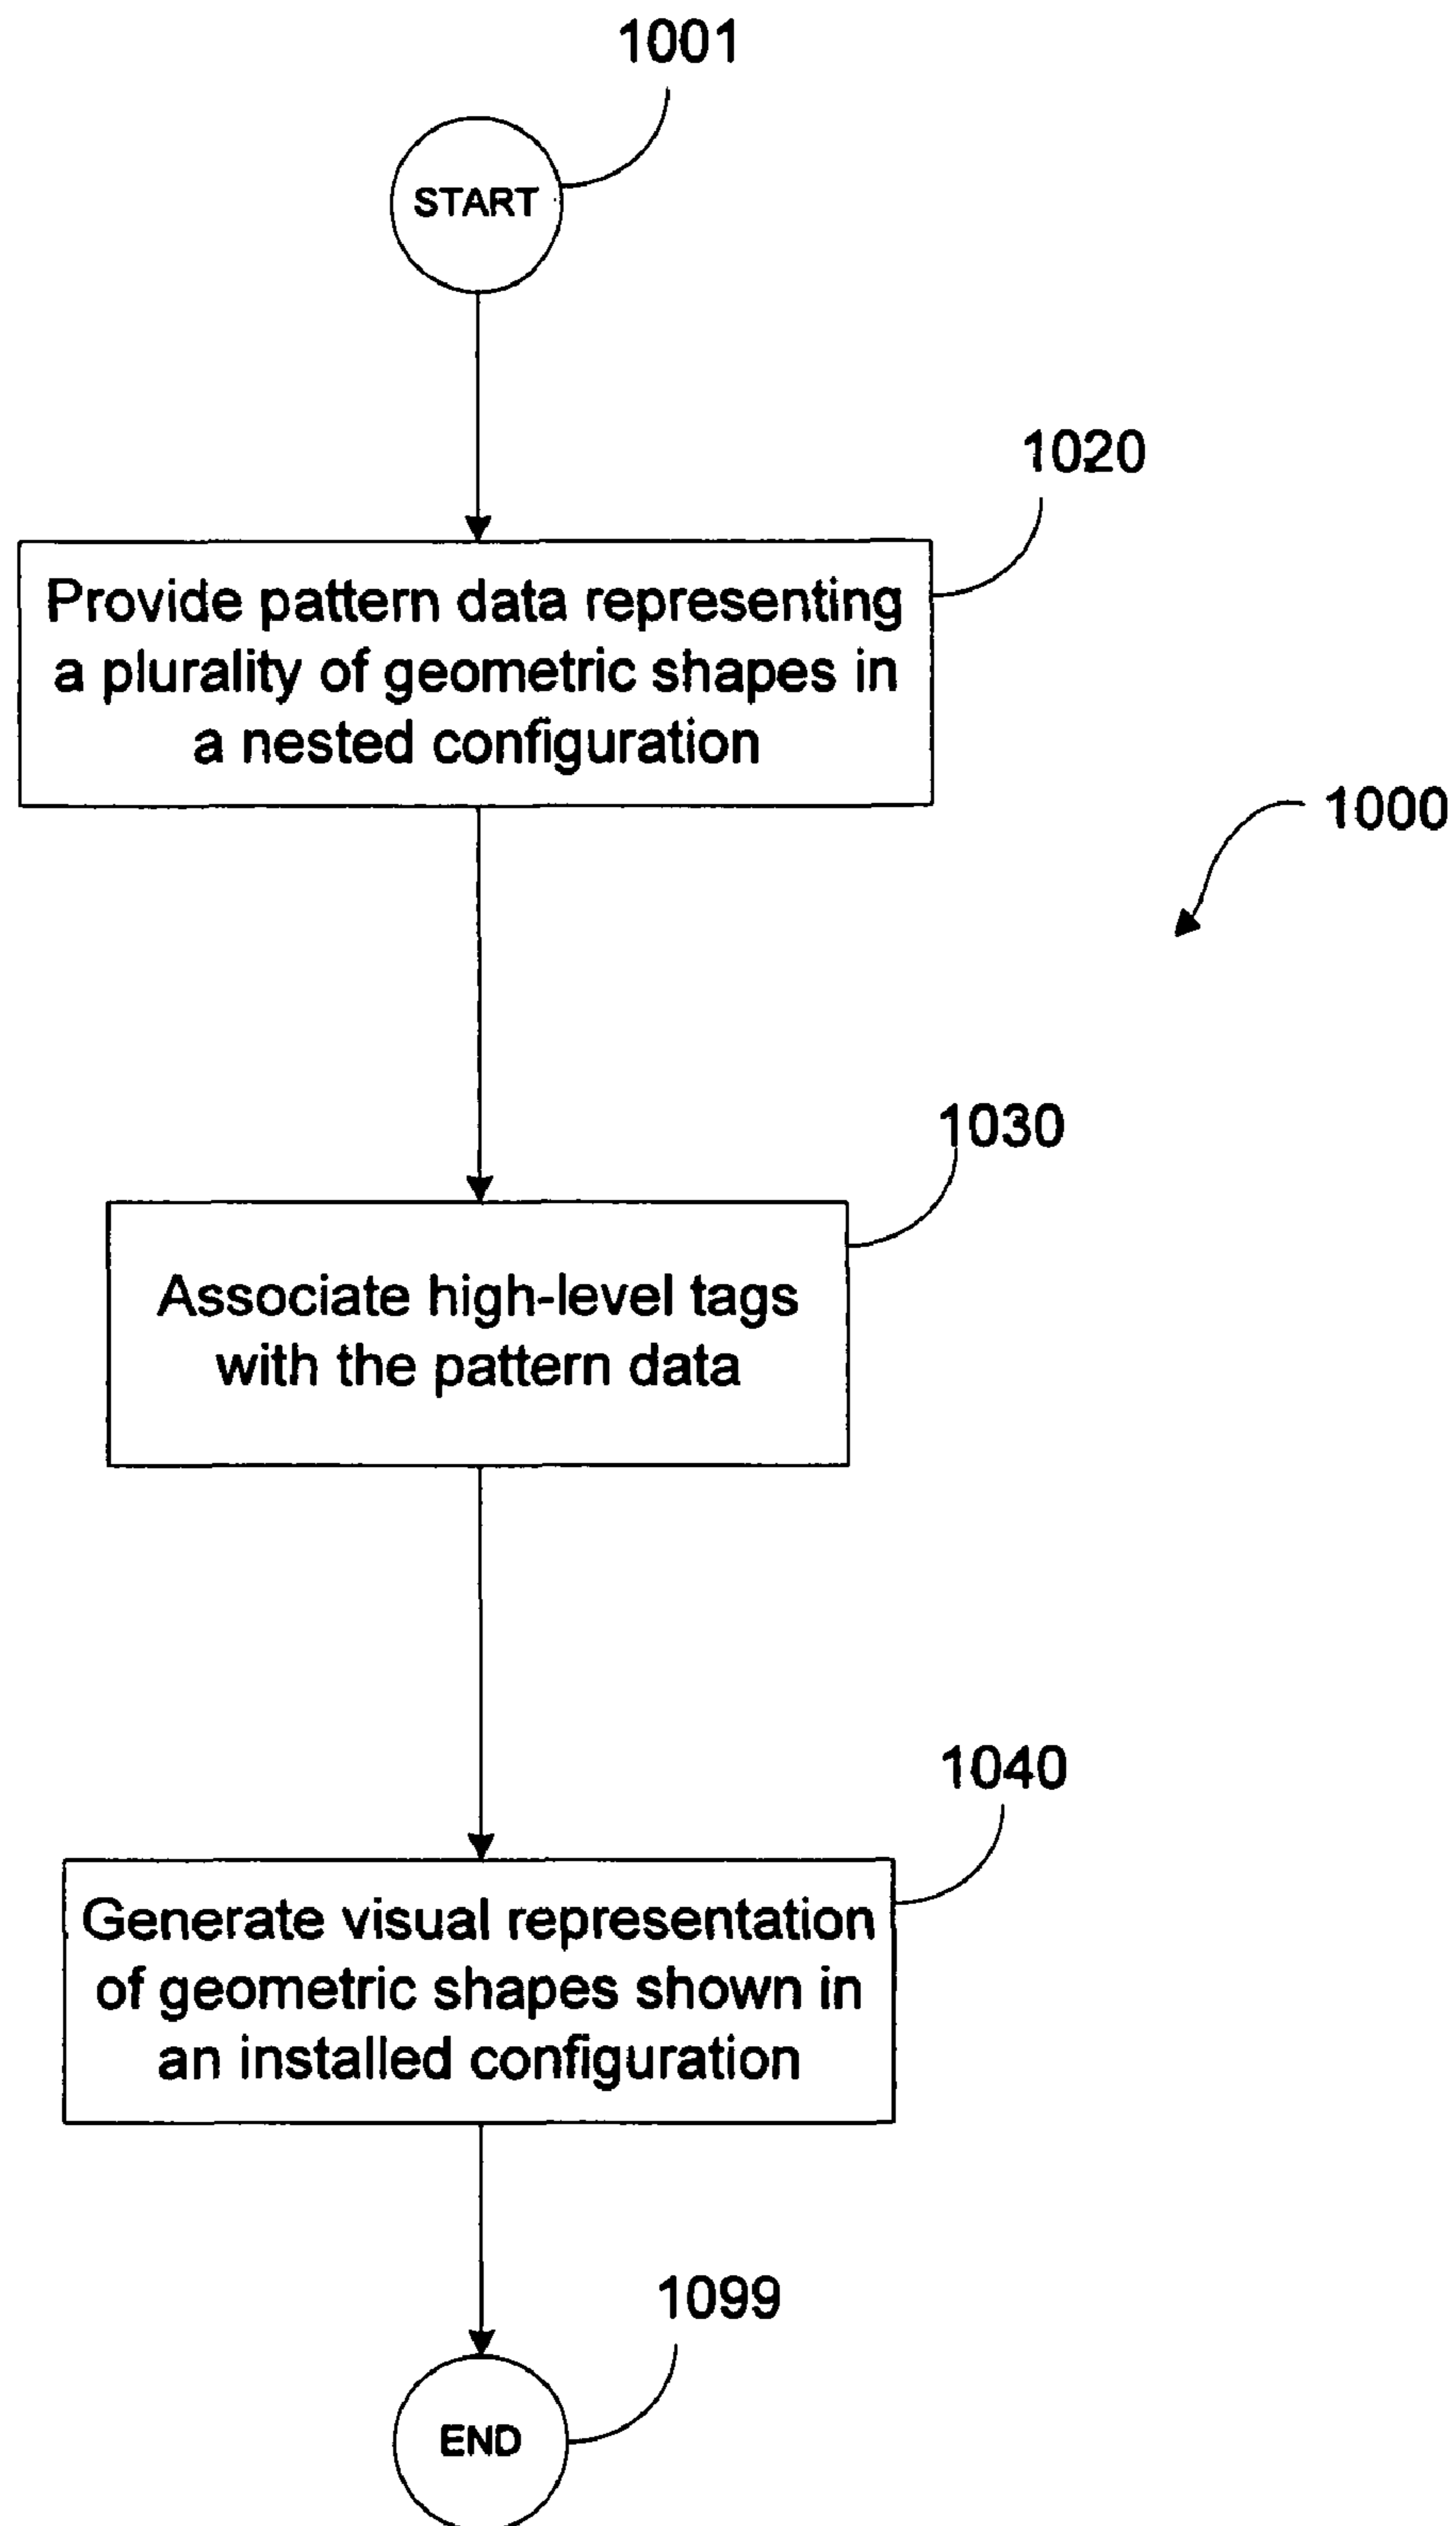 1001
START
1020
Provide pattern data representing
a plurality of geometric shapes in
a nested configuration
1000
1030
Associate high-level tags
with the pattern data
1040
Generate visual representation
of geometric shapes shown in
an installed configuration
1099
END